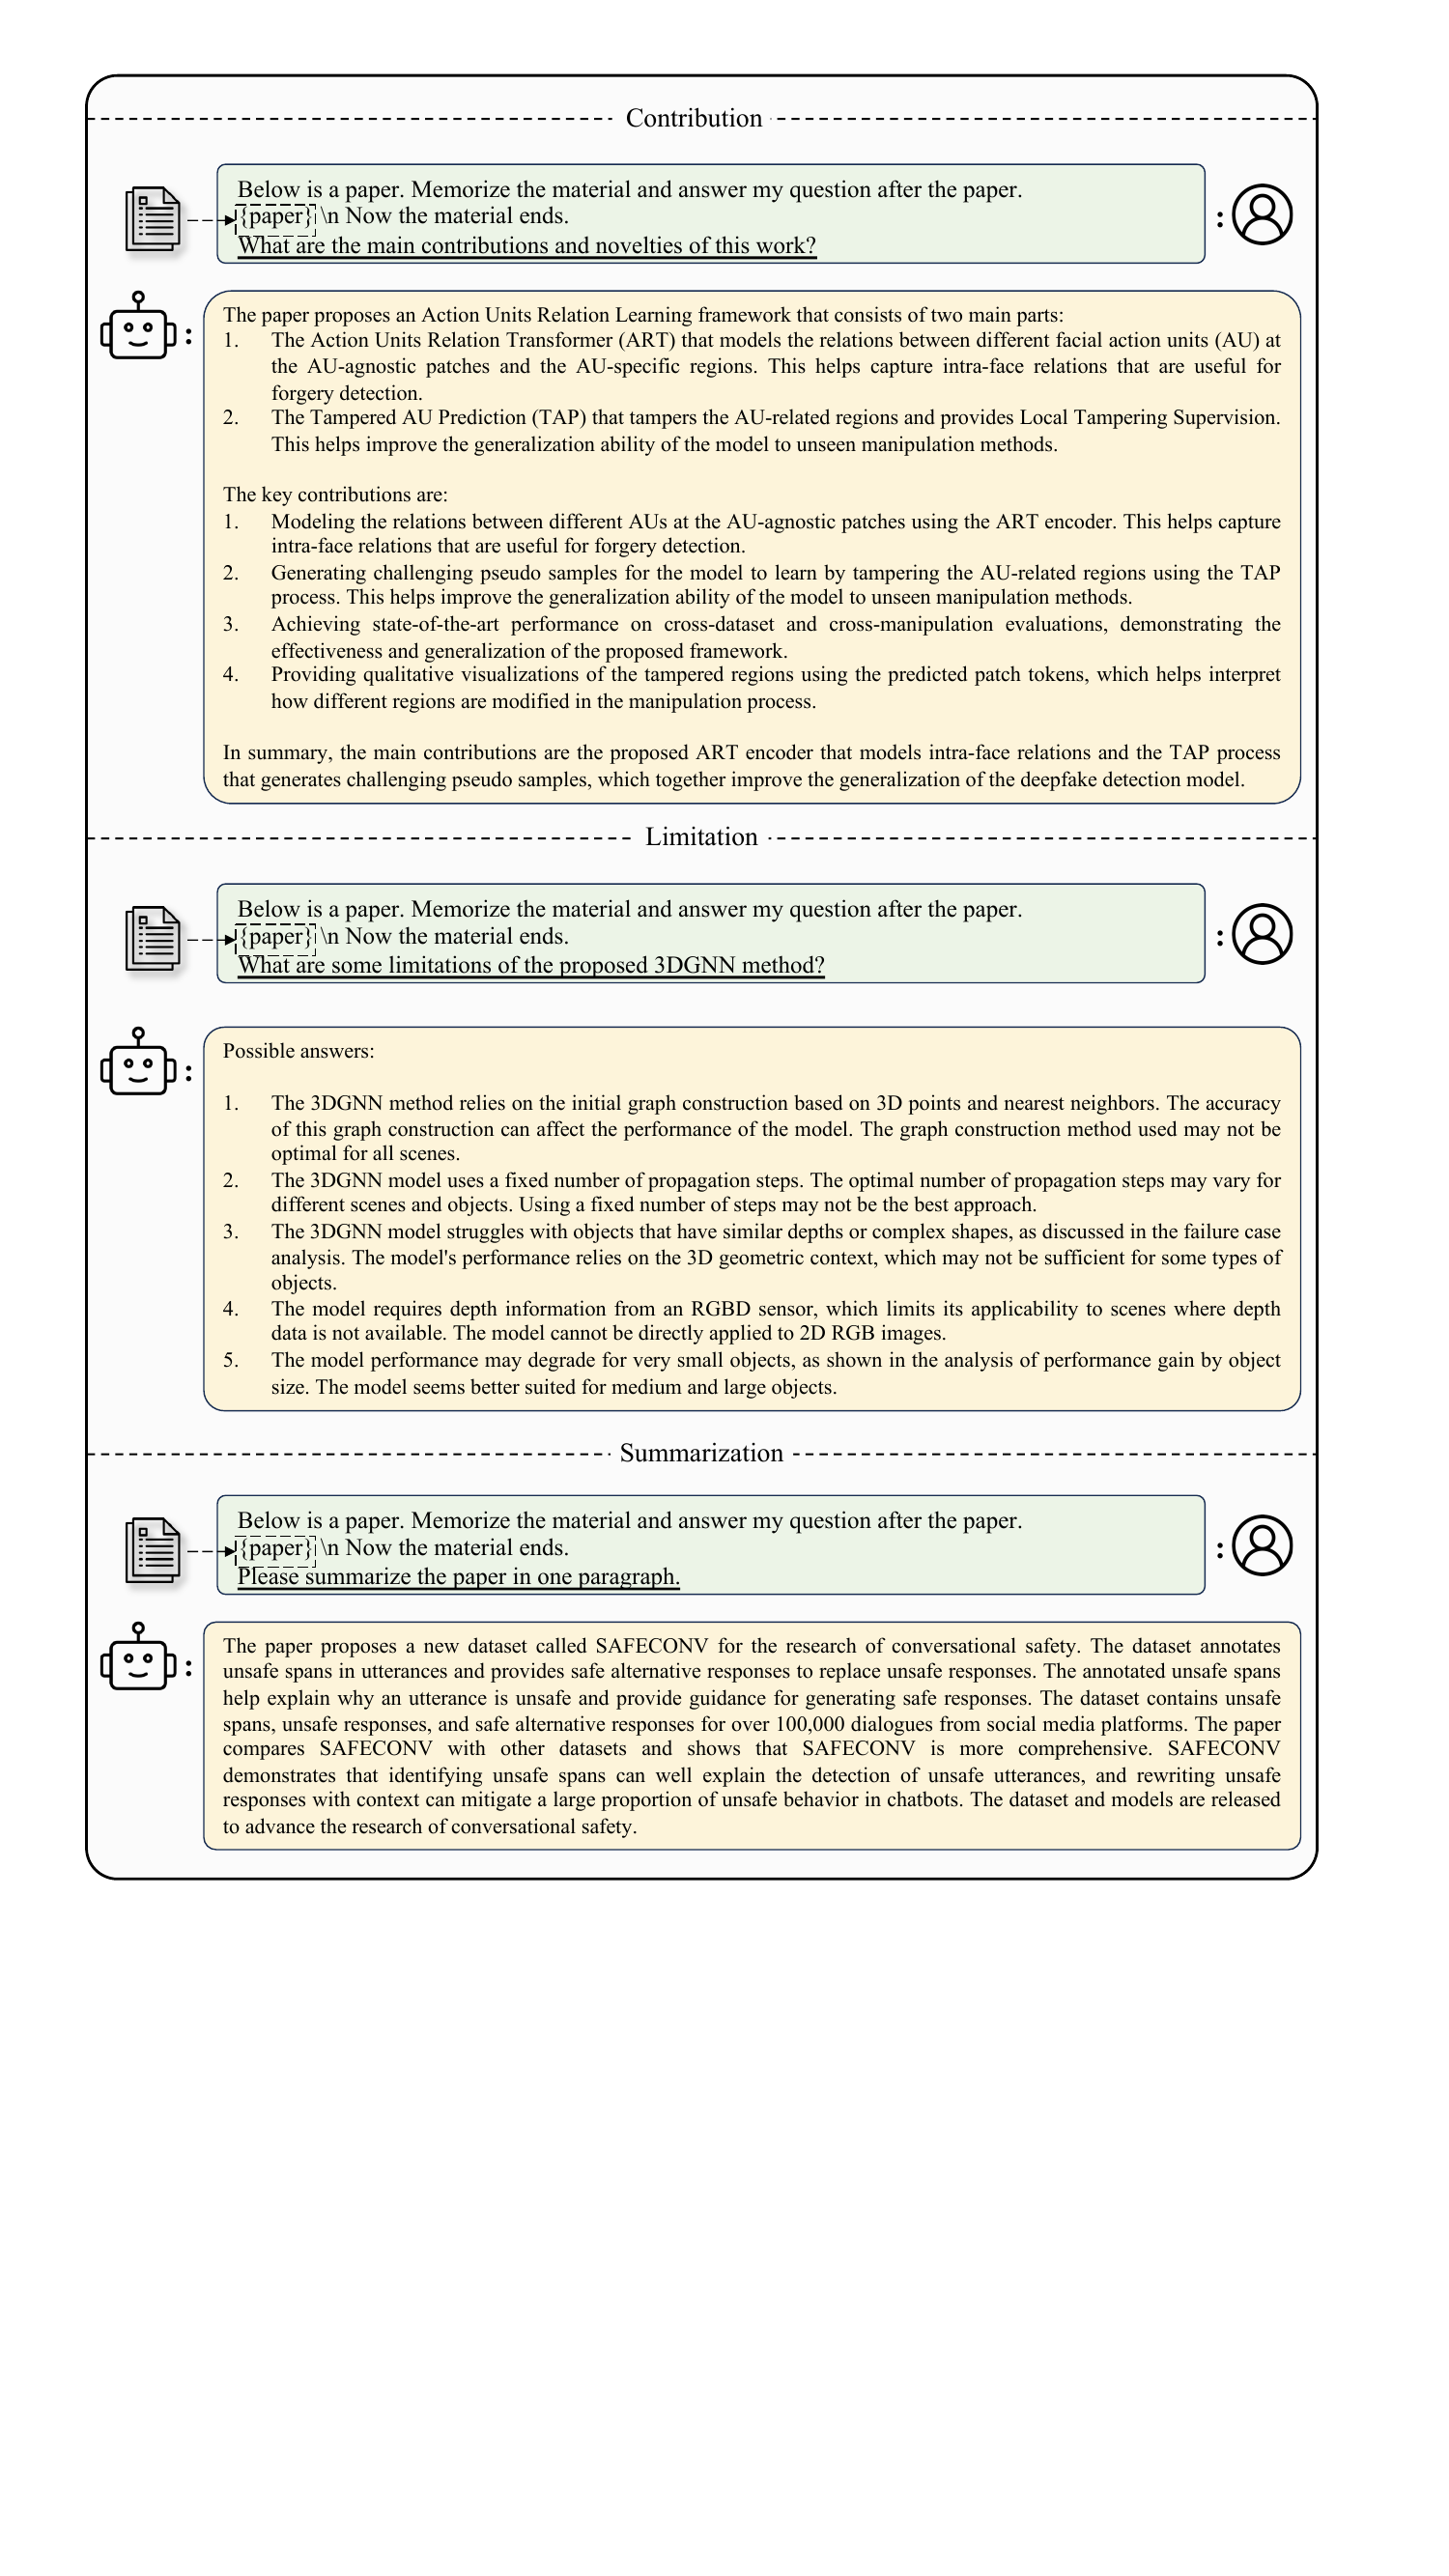 Contribution
Below is a paper. Memorize the material and answer my question after the paper.
{paper} \n Now the material ends.
What are the main contributions and novelties of this work?
:
:
The paper proposes an Action Units Relation Learning framework that consists of two main parts:
1. The Action Units Relation Transformer (ART) that models the relations between different facial action units (AU) at
the AU-agnostic patches and the AU-specific regions. This helps capture intra-face relations that are useful for
forgery detection.
2. The Tampered AU Prediction (TAP) that tampers the AU-related regions and provides Local Tampering Supervision.
This helps improve the generalization ability of the model to unseen manipulation methods.
The key contributions are:
1. Modeling the relations between different AUs at the AU-agnostic patches using the ART encoder. This helps capture
intra-face relations that are useful for forgery detection.
2. Generating challenging pseudo samples for the model to learn by tampering the AU-related regions using the TAP
process. This helps improve the generalization ability of the model to unseen manipulation methods.
3. Achieving state-of-the-art performance on cross-dataset and cross-manipulation evaluations, demonstrating the
effectiveness and generalization of the proposed framework.
4. Providing qualitative visualizations of the tampered regions using the predicted patch tokens, which helps interpret
how different regions are modified in the manipulation process.
In summary, the main contributions are the proposed ART encoder that models intra-face relations and the TAP process
that generates challenging pseudo samples, which together improve the generalization of the deepfake detection model.
Limitation
Below is a paper. Memorize the material and answer my question after the paper.
{paper} \n Now the material ends.
What are some limitations of the proposed 3DGNN method?
:
:
Possible answers:
1. The 3DGNN method relies on the initial graph construction based on 3D points and nearest neighbors. The accuracy
of this graph construction can affect the performance of the model. The graph construction method used may not be
optimal for all scenes.
2. The 3DGNN model uses a fixed number of propagation steps. The optimal number of propagation steps may vary for
different scenes and objects. Using a fixed number of steps may not be the best approach.
3. The 3DGNN model struggles with objects that have similar depths or complex shapes, as discussed in the failure case
analysis. The model's performance relies on the 3D geometric context, which may not be sufficient for some types of
objects.
4. The model requires depth information from an RGBD sensor, which limits its applicability to scenes where depth
data is not available. The model cannot be directly applied to 2D RGB images.
5. The model performance may degrade for very small objects, as shown in the analysis of performance gain by object
size. The model seems better suited for medium and large objects.
Summarization
Below is a paper. Memorize the material and answer my question after the paper.
{paper} \n Now the material ends.
Please summarize the paper in one paragraph.
:
:
The paper proposes a new dataset called SAFECONV for the research of conversational safety. The dataset annotates
unsafe spans in utterances and provides safe alternative responses to replace unsafe responses. The annotated unsafe spans
help explain why an utterance is unsafe and provide guidance for generating safe responses. The dataset contains unsafe
spans, unsafe responses, and safe alternative responses for over 100,000 dialogues from social media platforms. The paper
compares SAFECONV with other datasets and shows that SAFECONV is more comprehensive. SAFECONV
demonstrates that identifying unsafe spans can well explain the detection of unsafe utterances, and rewriting unsafe
responses with context can mitigate a large proportion of unsafe behavior in chatbots. The dataset and models are released
to advance the research of conversational safety.